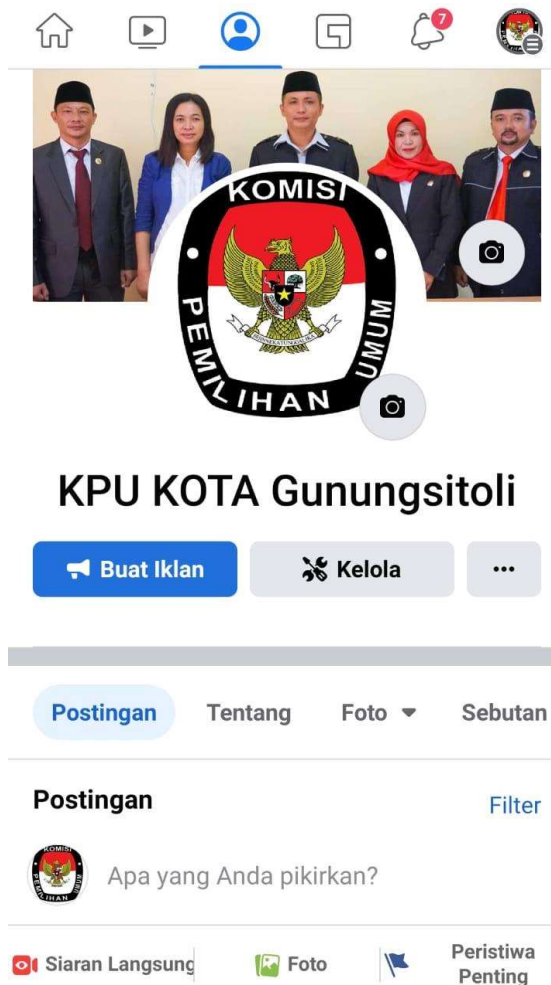 7
KOMISI
PEMILIHAN
UMUM
KPU KOTA Gunungsitoli
Buat Iklan
Kelola
Postingan
Tentang
Foto
Sebutan
Postingan
Filter
KOMISI
PEMILIHAN
UMUM
Apa yang Anda pikirkan?
Siaran Langsung
Foto
Peristiwa
Penting